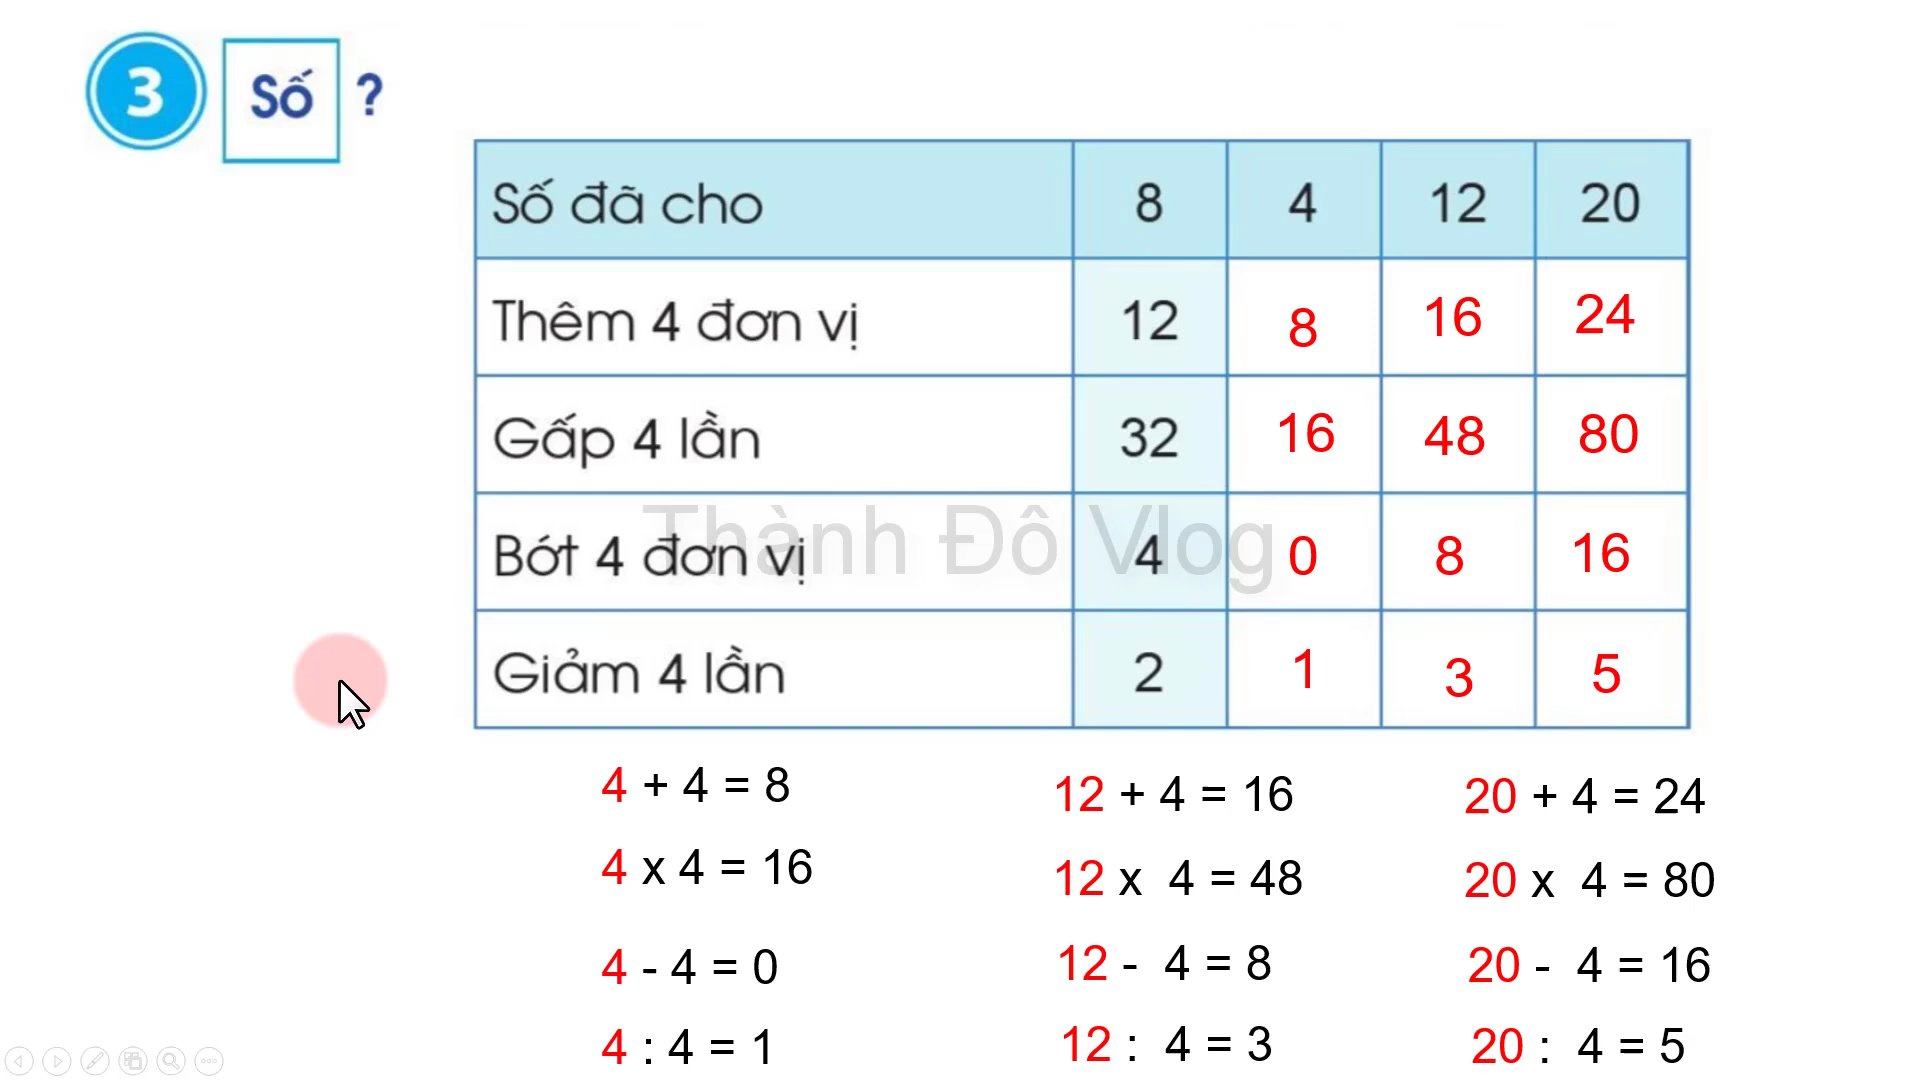 3 Số ?
Số đã cho 8 4 12 20
Thêm 4 đơn vị 12 8 16 24
Gấp 4 lần 32 16 48 80
Thành Đô Vlog
Bớt 4 đơn vị 4 0 8 16
Giảm 4 lần 2 1 3 5
4 + 4 = 8 12 + 4 = 16 20 + 4 = 24
4 x 4 = 16 12 x 4 = 48 20 x 4 = 80
4 - 4 = 0 12 - 4 = 8 20 - 4 = 16
4 : 4 = 1 12 : 4 = 3 20 : 4 = 5